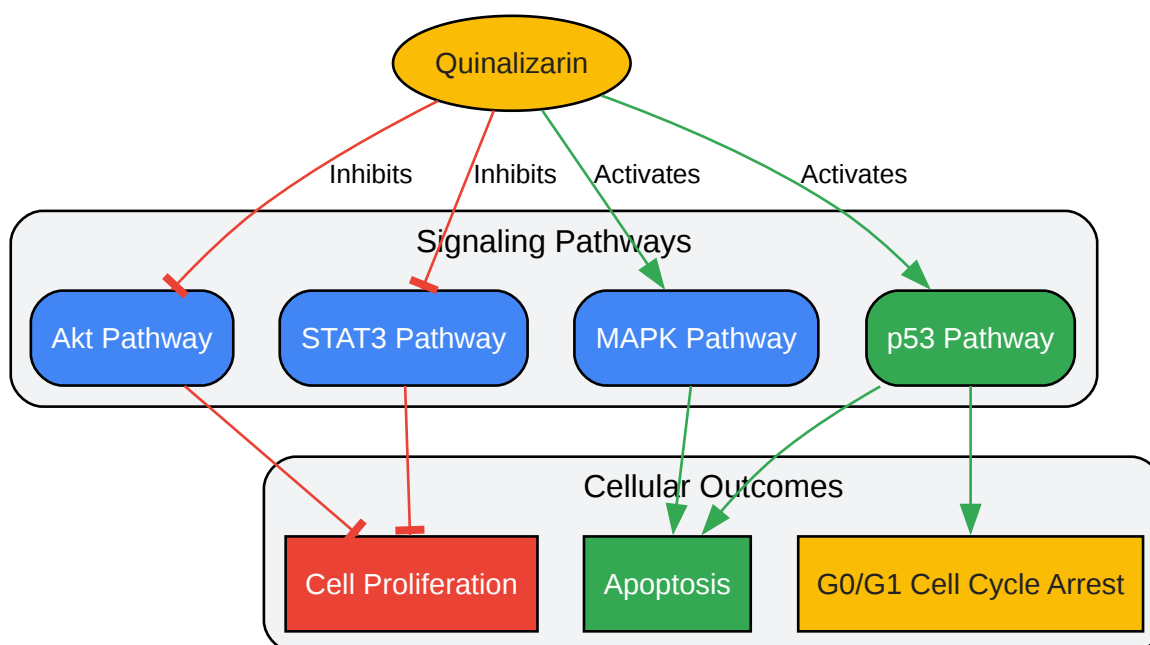 Quinalizarin
Inhibits
Inhibits
Activates
Activates
Signaling Pathways
Akt Pathway
STAT3 Pathway
MAPK Pathway
p53 Pathway
Cellular Outcomes
Cell Proliferation
Apoptosis
G0/G1 Cell Cycle Arrest